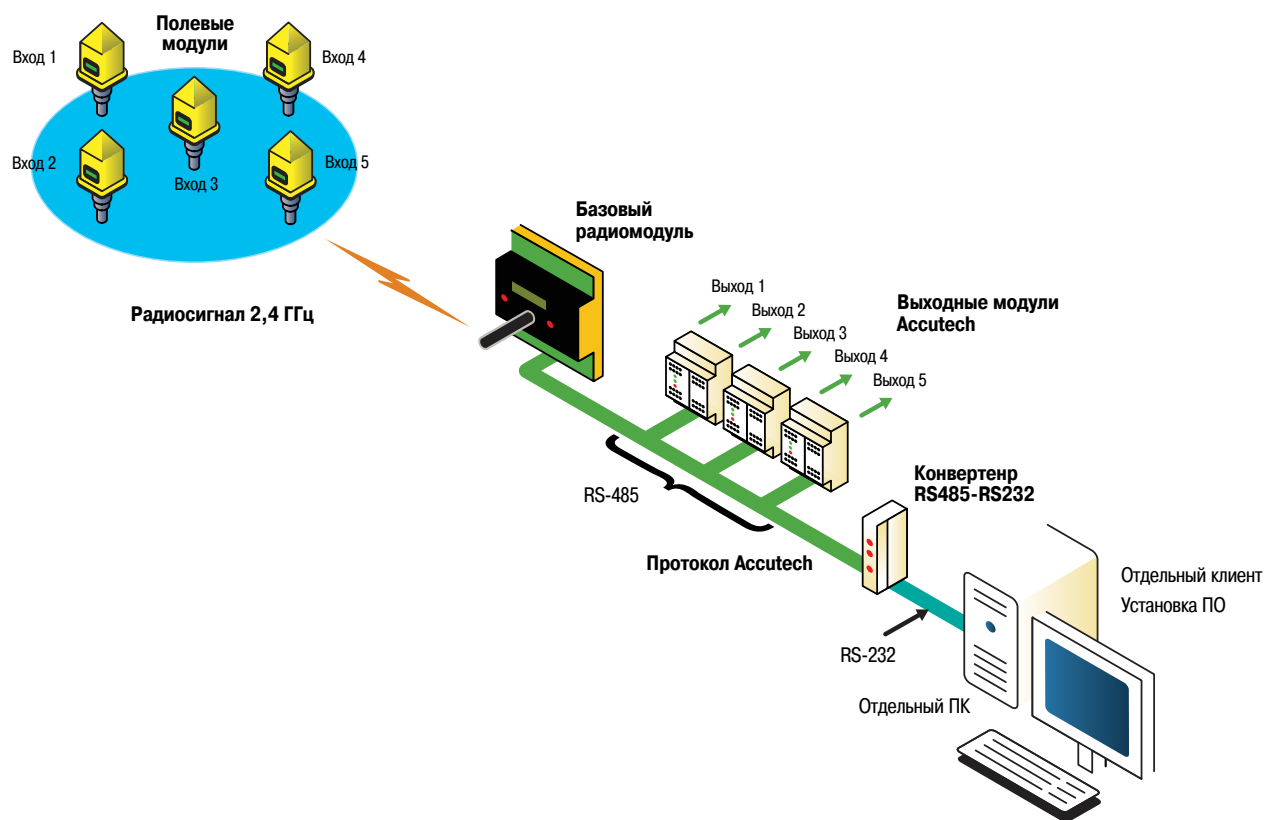 Полевые
модули
Вход 1
Вход 4
Вход 2
Вход 3
Вход 5
Радиосигнал 2,4 ГГц
Базовый
радиомодуль
Выход 1
Выход 2
Выход 3
Выход 4
Выход 5
Выходные модули
Accutech
RS-485
Протокол Accutech
Конвертенр
RS485-RS232
RS-232
Отдельный клиент
Установка ПО
Отдельный ПК